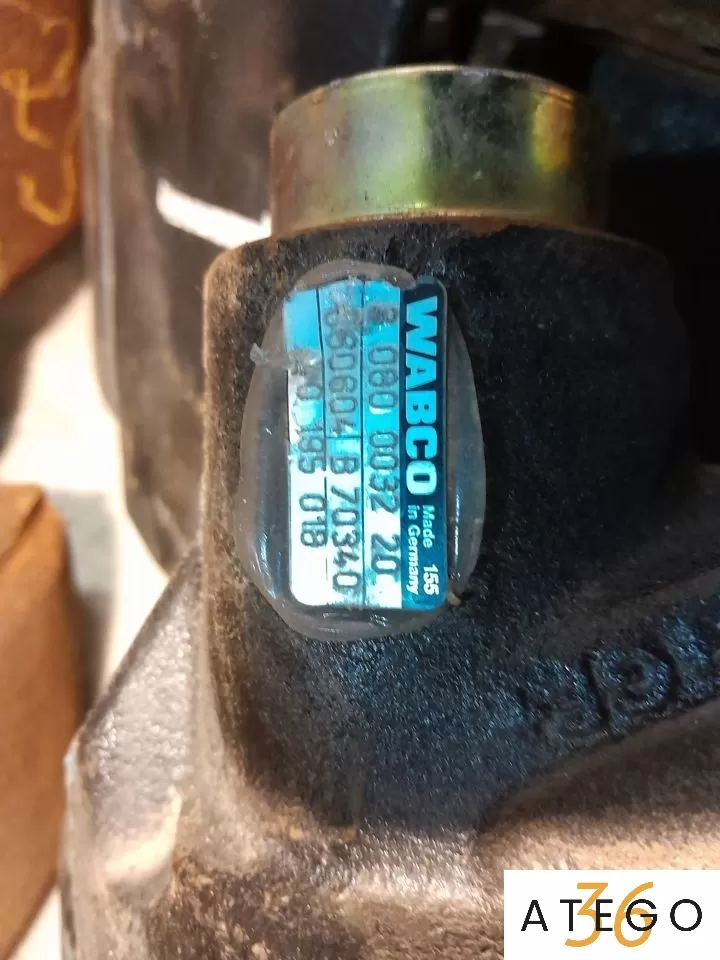 WABCO Made in Germany 155
080 0032 20
B 70340
195 018
ATEGO
36